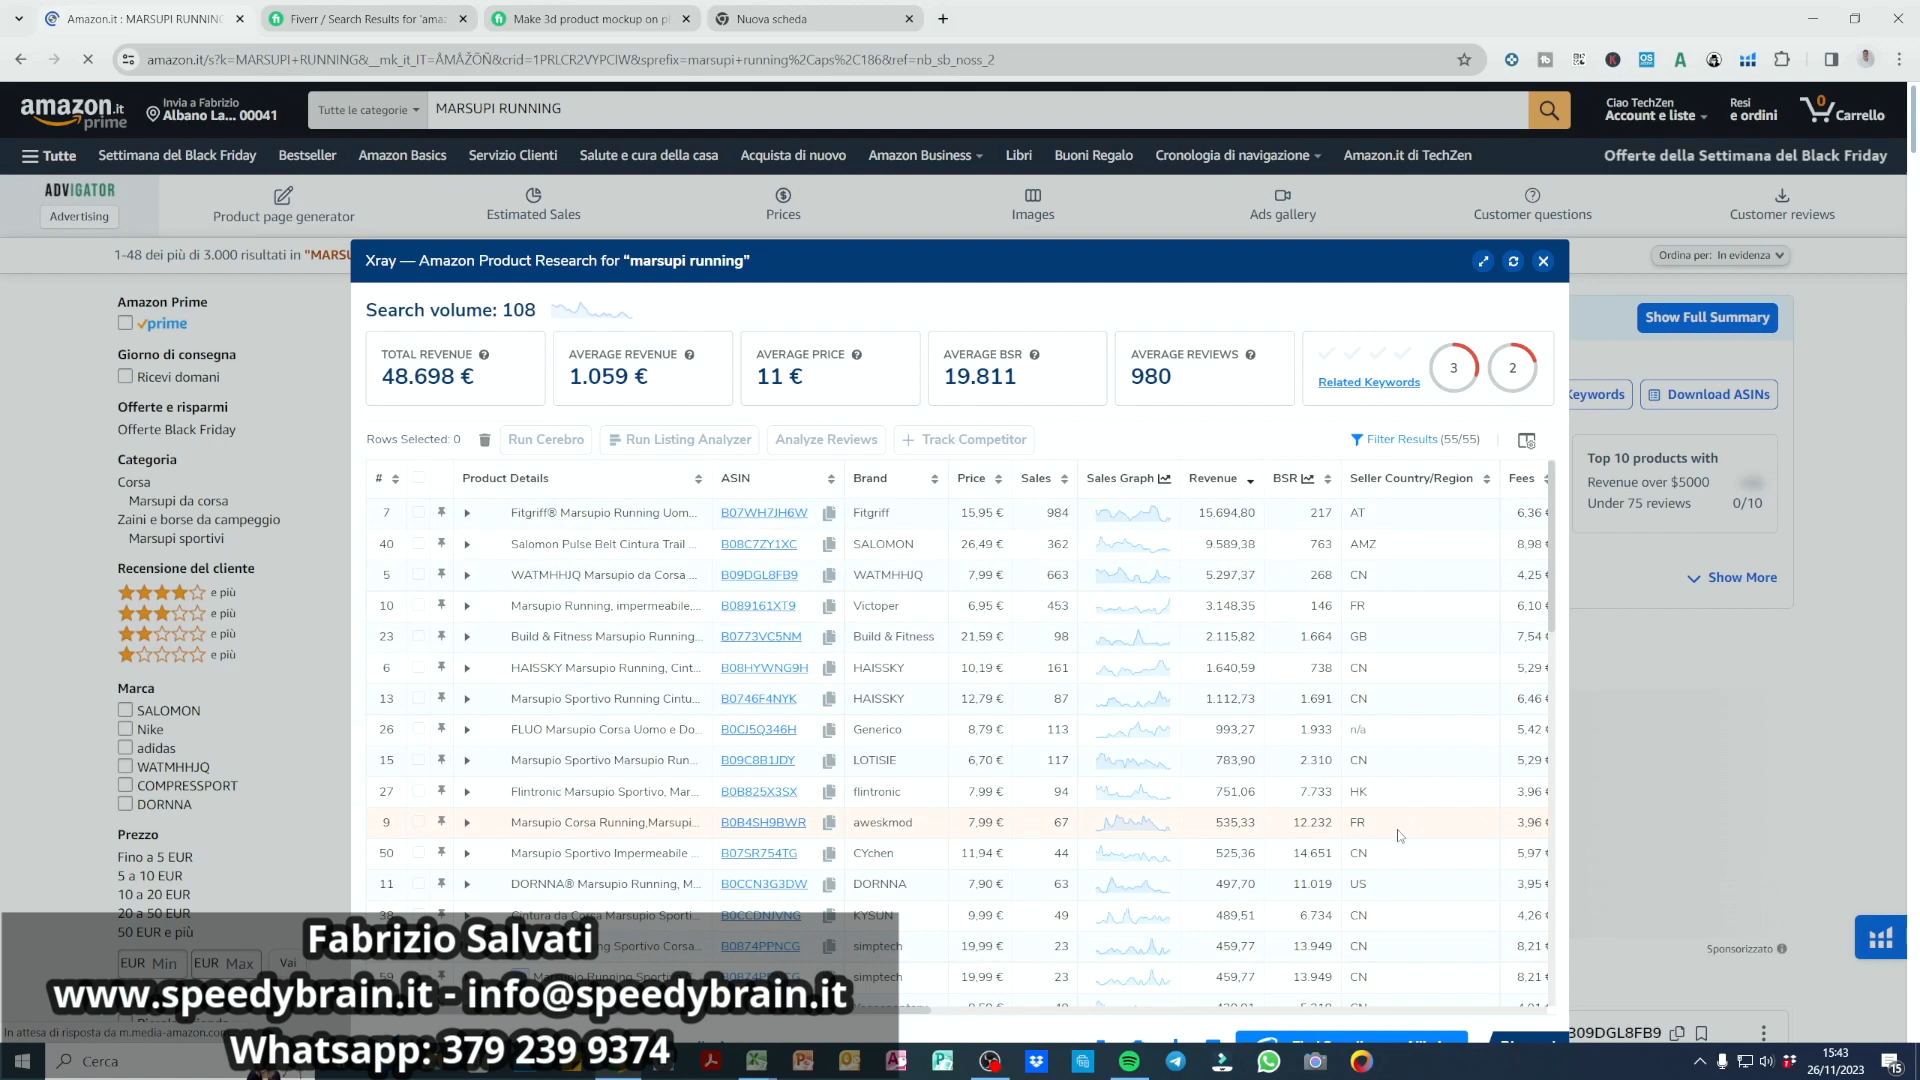 Amazon.it : MARSUPI RUNNING
Fiverr / Search Results for 'ama
Make 3d product mockup on p
Nuova scheda
amazon.it/s?k=MARSUPI+RUNNING&__mk_it_IT=ÅMÅŽÕÑ&crid=1PRLCR2VYPCIW&sprefix=marsupi+running%2Caps%2C186&ref=nb_sb_noss_2
amazon.it
prime
Invia a Fabrizio
Albano La... 00041
Tutte le categorie
MARSUPI RUNNING
Ciao TechZen
Account e liste
Resi
e ordini
0
Carrello
Tutte
Settimana del Black Friday
Bestseller
Amazon Basics
Servizio Clienti
Salute e cura della casa
Acquista di nuovo
Amazon Business
Libri
Buoni Regalo
Cronologia di navigazione
Amazon.it di TechZen
Offerte della Settimana del Black Friday
ADVIGATOR
Advertising
Product page generator
Estimated Sales
Prices
Images
Ads gallery
Customer questions
Customer reviews
1-48 dei più di 3.000 risultati in "MARSU
Ordina per: In evidenza
Xray — Amazon Product Research for “marsupi running”
Search volume: 108
TOTAL REVENUE
48.698 €
AVERAGE REVENUE
1.059 €
AVERAGE PRICE
11 €
AVERAGE BSR
19.811
AVERAGE REVIEWS
980
Related Keywords
3
2
Rows Selected: 0
Run Cerebro
Run Listing Analyzer
Analyze Reviews
Track Competitor
Filter Results (55/55)
# Product Details ASIN Brand Price Sales Sales Graph Revenue BSR Seller Country/Region Fees
7 Fitgriff® Marsupio Running Uom... B07WH7JH6W Fitgriff 15,95 € 984 15.694,80 217 AT 6,36 €
40 Salomon Pulse Belt Cintura Trail ... B08C7ZY1XC SALOMON 26,49 € 362 9.589,38 763 AMZ 8,98 €
5 WATMHHJQ Marsupio da Corsa ... B09DGL8FB9 WATMHHJQ 7,99 € 663 5.297,37 268 CN 4,25 €
10 Marsupio Running, impermeabile,... B089161XT9 Victoper 6,95 € 453 3.148,35 146 FR 6,10 €
23 Build & Fitness Marsupio Running... B0773VC5NM Build & Fitness 21,59 € 98 2.115,82 1.664 GB 7,54 €
6 HAISSKY Marsupio Running, Cint... B08HYWNG9H HAISSKY 10,19 € 161 1.640,59 738 CN 5,29 €
13 Marsupio Sportivo Running Cintu... B0746F4NYK HAISSKY 12,79 € 87 1.112,73 1.691 CN 6,46 €
26 FLUO Marsupio Corsa Uomo e Do... B0CJ5Q346H Generico 8,79 € 113 993,27 1.933 n/a 5,42 €
15 Marsupio Sportivo Marsupio Run... B09C8B1JDY LOTISIE 6,70 € 117 783,90 2.310 CN 5,29 €
27 Flintronic Marsupio Sportivo, Mar... B0B825X3SX flintronic 7,99 € 94 751,06 7.733 HK 3,96 €
9 Marsupio Corsa Running,Marsupi... B0B4SH9BWR aweskmod 7,99 € 67 535,33 12.232 FR 3,96 €
50 Marsupio Sportivo Impermeabile ... B07SR754TG CYchen 11,94 € 44 525,36 14.651 CN 5,97 €
11 DORNNA® Marsupio Running, M... B0CCN3G3DW DORNNA 7,90 € 63 497,70 11.019 US 3,95 €
38 Cintura da Corsa Marsupio Sporti... B0CCDNJVNG KYSUN 9,99 € 49 489,51 6.734 CN 4,26 €
Sportivo Corsa... B0874PPNCG simptech 19,99 € 23 459,77 13.949 CN 8,21 €
59 Marsupio Running Sportivo simptech 19,99 € 23 459,77 13.949 CN 8,21 €
Amazon Prime
prime
Giorno di consegna
Ricevi domani
Offerte e risparmi
Offerte Black Friday
Categoria
Corsa
Marsupi da corsa
Zaini e borse da campeggio
Marsupi sportivi
Recensione del cliente
e più
e più
e più
e più
Marca
SALOMON
Nike
adidas
WATMHHJQ
COMPRESSPORT
DORNNA
Prezzo
Fino a 5 EUR
5 a 10 EUR
10 a 20 EUR
20 a 50 EUR
50 EUR e più
EUR Min
EUR Max
Vai
Show Full Summary
Keywords
Download ASINs
Top 10 products with
Revenue over $5000
Under 75 reviews
0/10
Show More
Sponsorizzato
B09DGL8FB9
In attesa di risposta da m.media-amazon.com
Fabrizio Salvati
www.speedybrain.it - info@speedybrain.it
Whatsapp: 379 239 9374
Cerca
15:43
26/11/2023
15